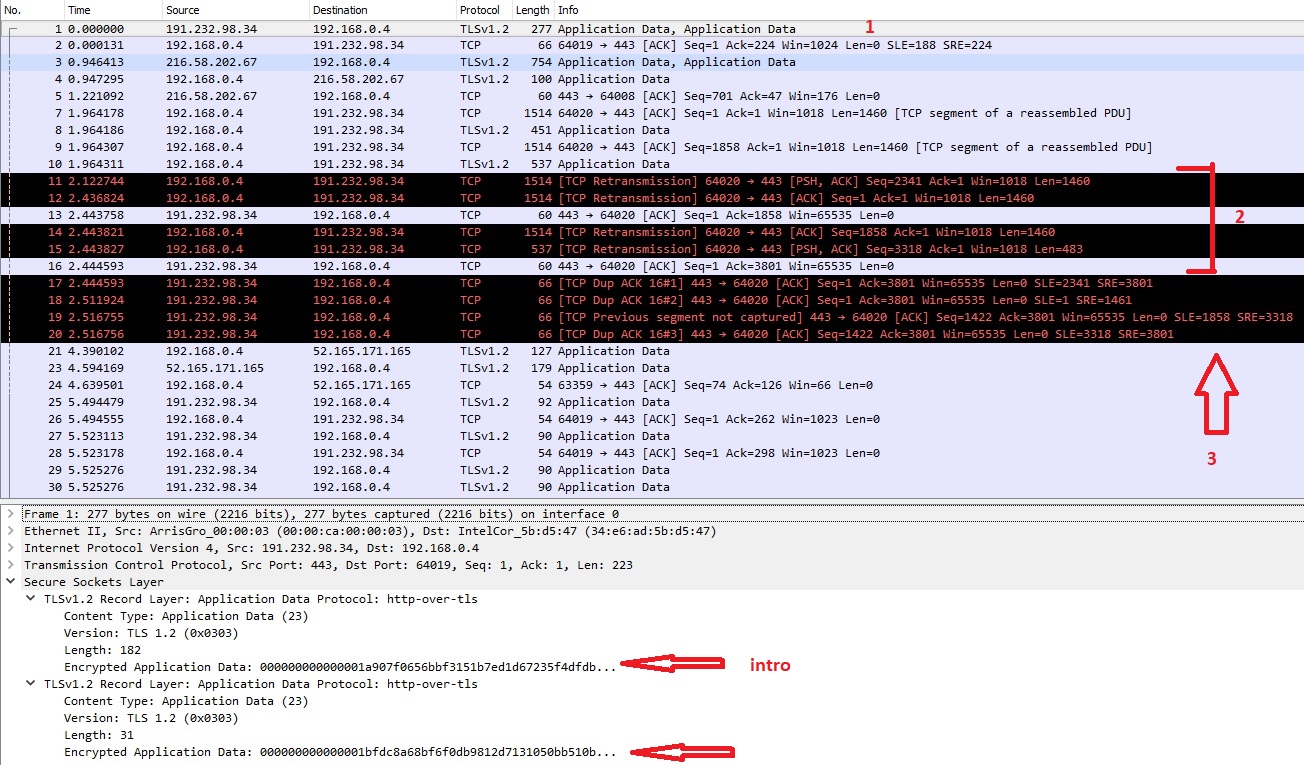 No. Time Source Destination Protocol Length Info
1 0.000000 191.232.98.34 192.168.0.4 TLSv1.2 277 Application Data, Application Data 1
2 0.000131 192.168.0.4 191.232.98.34 TCP 66 64019 → 443 [ACK] Seq=1 Ack=224 Win=1024 Len=0 SLE=188 SRE=224
3 0.946413 216.58.202.67 192.168.0.4 TLSv1.2 754 Application Data, Application Data
4 0.947295 192.168.0.4 216.58.202.67 TLSv1.2 100 Application Data
5 1.221092 216.58.202.67 192.168.0.4 TCP 60 443 → 64008 [ACK] Seq=701 Ack=47 Win=176 Len=0
7 1.964178 192.168.0.4 191.232.98.34 TCP 1514 64020 → 443 [ACK] Seq=1 Ack=1 Win=1018 Len=1460 [TCP segment of a reassembled PDU]
8 1.964186 192.168.0.4 191.232.98.34 TLSv1.2 451 Application Data
9 1.964307 192.168.0.4 191.232.98.34 TCP 1514 64020 → 443 [ACK] Seq=1858 Ack=1 Win=1018 Len=1460 [TCP segment of a reassembled PDU]
10 1.964311 192.168.0.4 191.232.98.34 TLSv1.2 537 Application Data
11 2.122744 192.168.0.4 191.232.98.34 TCP 1514 [TCP Retransmission] 64020 → 443 [PSH, ACK] Seq=2341 Ack=1 Win=1018 Len=1460
12 2.436824 192.168.0.4 191.232.98.34 TCP 1514 [TCP Retransmission] 64020 → 443 [ACK] Seq=1 Ack=1 Win=1018 Len=1460
13 2.443758 191.232.98.34 192.168.0.4 TCP 60 443 → 64020 [ACK] Seq=1 Ack=1858 Win=65535 Len=0 2
14 2.443821 192.168.0.4 191.232.98.34 TCP 1514 [TCP Retransmission] 64020 → 443 [ACK] Seq=1858 Ack=1 Win=1018 Len=1460
15 2.443827 192.168.0.4 191.232.98.34 TCP 537 [TCP Retransmission] 64020 → 443 [PSH, ACK] Seq=3318 Ack=1 Win=1018 Len=483
16 2.444593 191.232.98.34 192.168.0.4 TCP 60 443 → 64020 [ACK] Seq=1 Ack=3801 Win=65535 Len=0
17 2.444593 191.232.98.34 192.168.0.4 TCP 66 [TCP Dup ACK 16#1] 443 → 64020 [ACK] Seq=1 Ack=3801 Win=65535 Len=0 SLE=2341 SRE=3801
18 2.511924 191.232.98.34 192.168.0.4 TCP 66 [TCP Dup ACK 16#2] 443 → 64020 [ACK] Seq=1 Ack=3801 Win=65535 Len=0 SLE=1 SRE=1461
19 2.516755 191.232.98.34 192.168.0.4 TCP 66 [TCP Previous segment not captured] 443 → 64020 [ACK] Seq=1422 Ack=3801 Win=65535 Len=0 SLE=1858 SRE=3318
20 2.516756 191.232.98.34 192.168.0.4 TCP 66 [TCP Dup ACK 16#3] 443 → 64020 [ACK] Seq=1422 Ack=3801 Win=65535 Len=0 SLE=3318 SRE=3801
21 4.390102 192.168.0.4 52.165.171.165 TLSv1.2 127 Application Data
23 4.594169 52.165.171.165 192.168.0.4 TLSv1.2 179 Application Data
24 4.639501 192.168.0.4 52.165.171.165 TCP 54 63359 → 443 [ACK] Seq=74 Ack=126 Win=66 Len=0
25 5.494479 191.232.98.34 192.168.0.4 TLSv1.2 92 Application Data
26 5.494555 192.168.0.4 191.232.98.34 TCP 54 64019 → 443 [ACK] Seq=1 Ack=262 Win=1023 Len=0
27 5.523113 191.232.98.34 192.168.0.4 TLSv1.2 90 Application Data
28 5.523178 192.168.0.4 191.232.98.34 TCP 54 64019 → 443 [ACK] Seq=1 Ack=298 Win=1023 Len=0
3
29 5.525276 191.232.98.34 192.168.0.4 TLSv1.2 90 Application Data
30 5.525276 191.232.98.34 192.168.0.4 TLSv1.2 90 Application Data
Frame 1: 277 bytes on wire (2216 bits), 277 bytes captured (2216 bits) on interface 0
Ethernet II, Src: ArrisGro_00:00:03 (00:00:ca:00:00:03), Dst: IntelCor_5b:d5:47 (34:e6:ad:5b:d5:47)
Internet Protocol Version 4, Src: 191.232.98.34, Dst: 192.168.0.4
Transmission Control Protocol, Src Port: 443, Dst Port: 64019, Seq: 1, Ack: 1, Len: 223
Secure Sockets Layer
TLSv1.2 Record Layer: Application Data Protocol: http-over-tls
Content Type: Application Data (23)
Version: TLS 1.2 (0x0303)
Length: 182
Encrypted Application Data: 000000000000001a907f0656bbf3151b7ed1d67235f4dfdb... intro
TLSv1.2 Record Layer: Application Data Protocol: http-over-tls
Content Type: Application Data (23)
Version: TLS 1.2 (0x0303)
Length: 31
Encrypted Application Data: 000000000000001bfdc8a68bf6f0db9812d7131050bb510b...